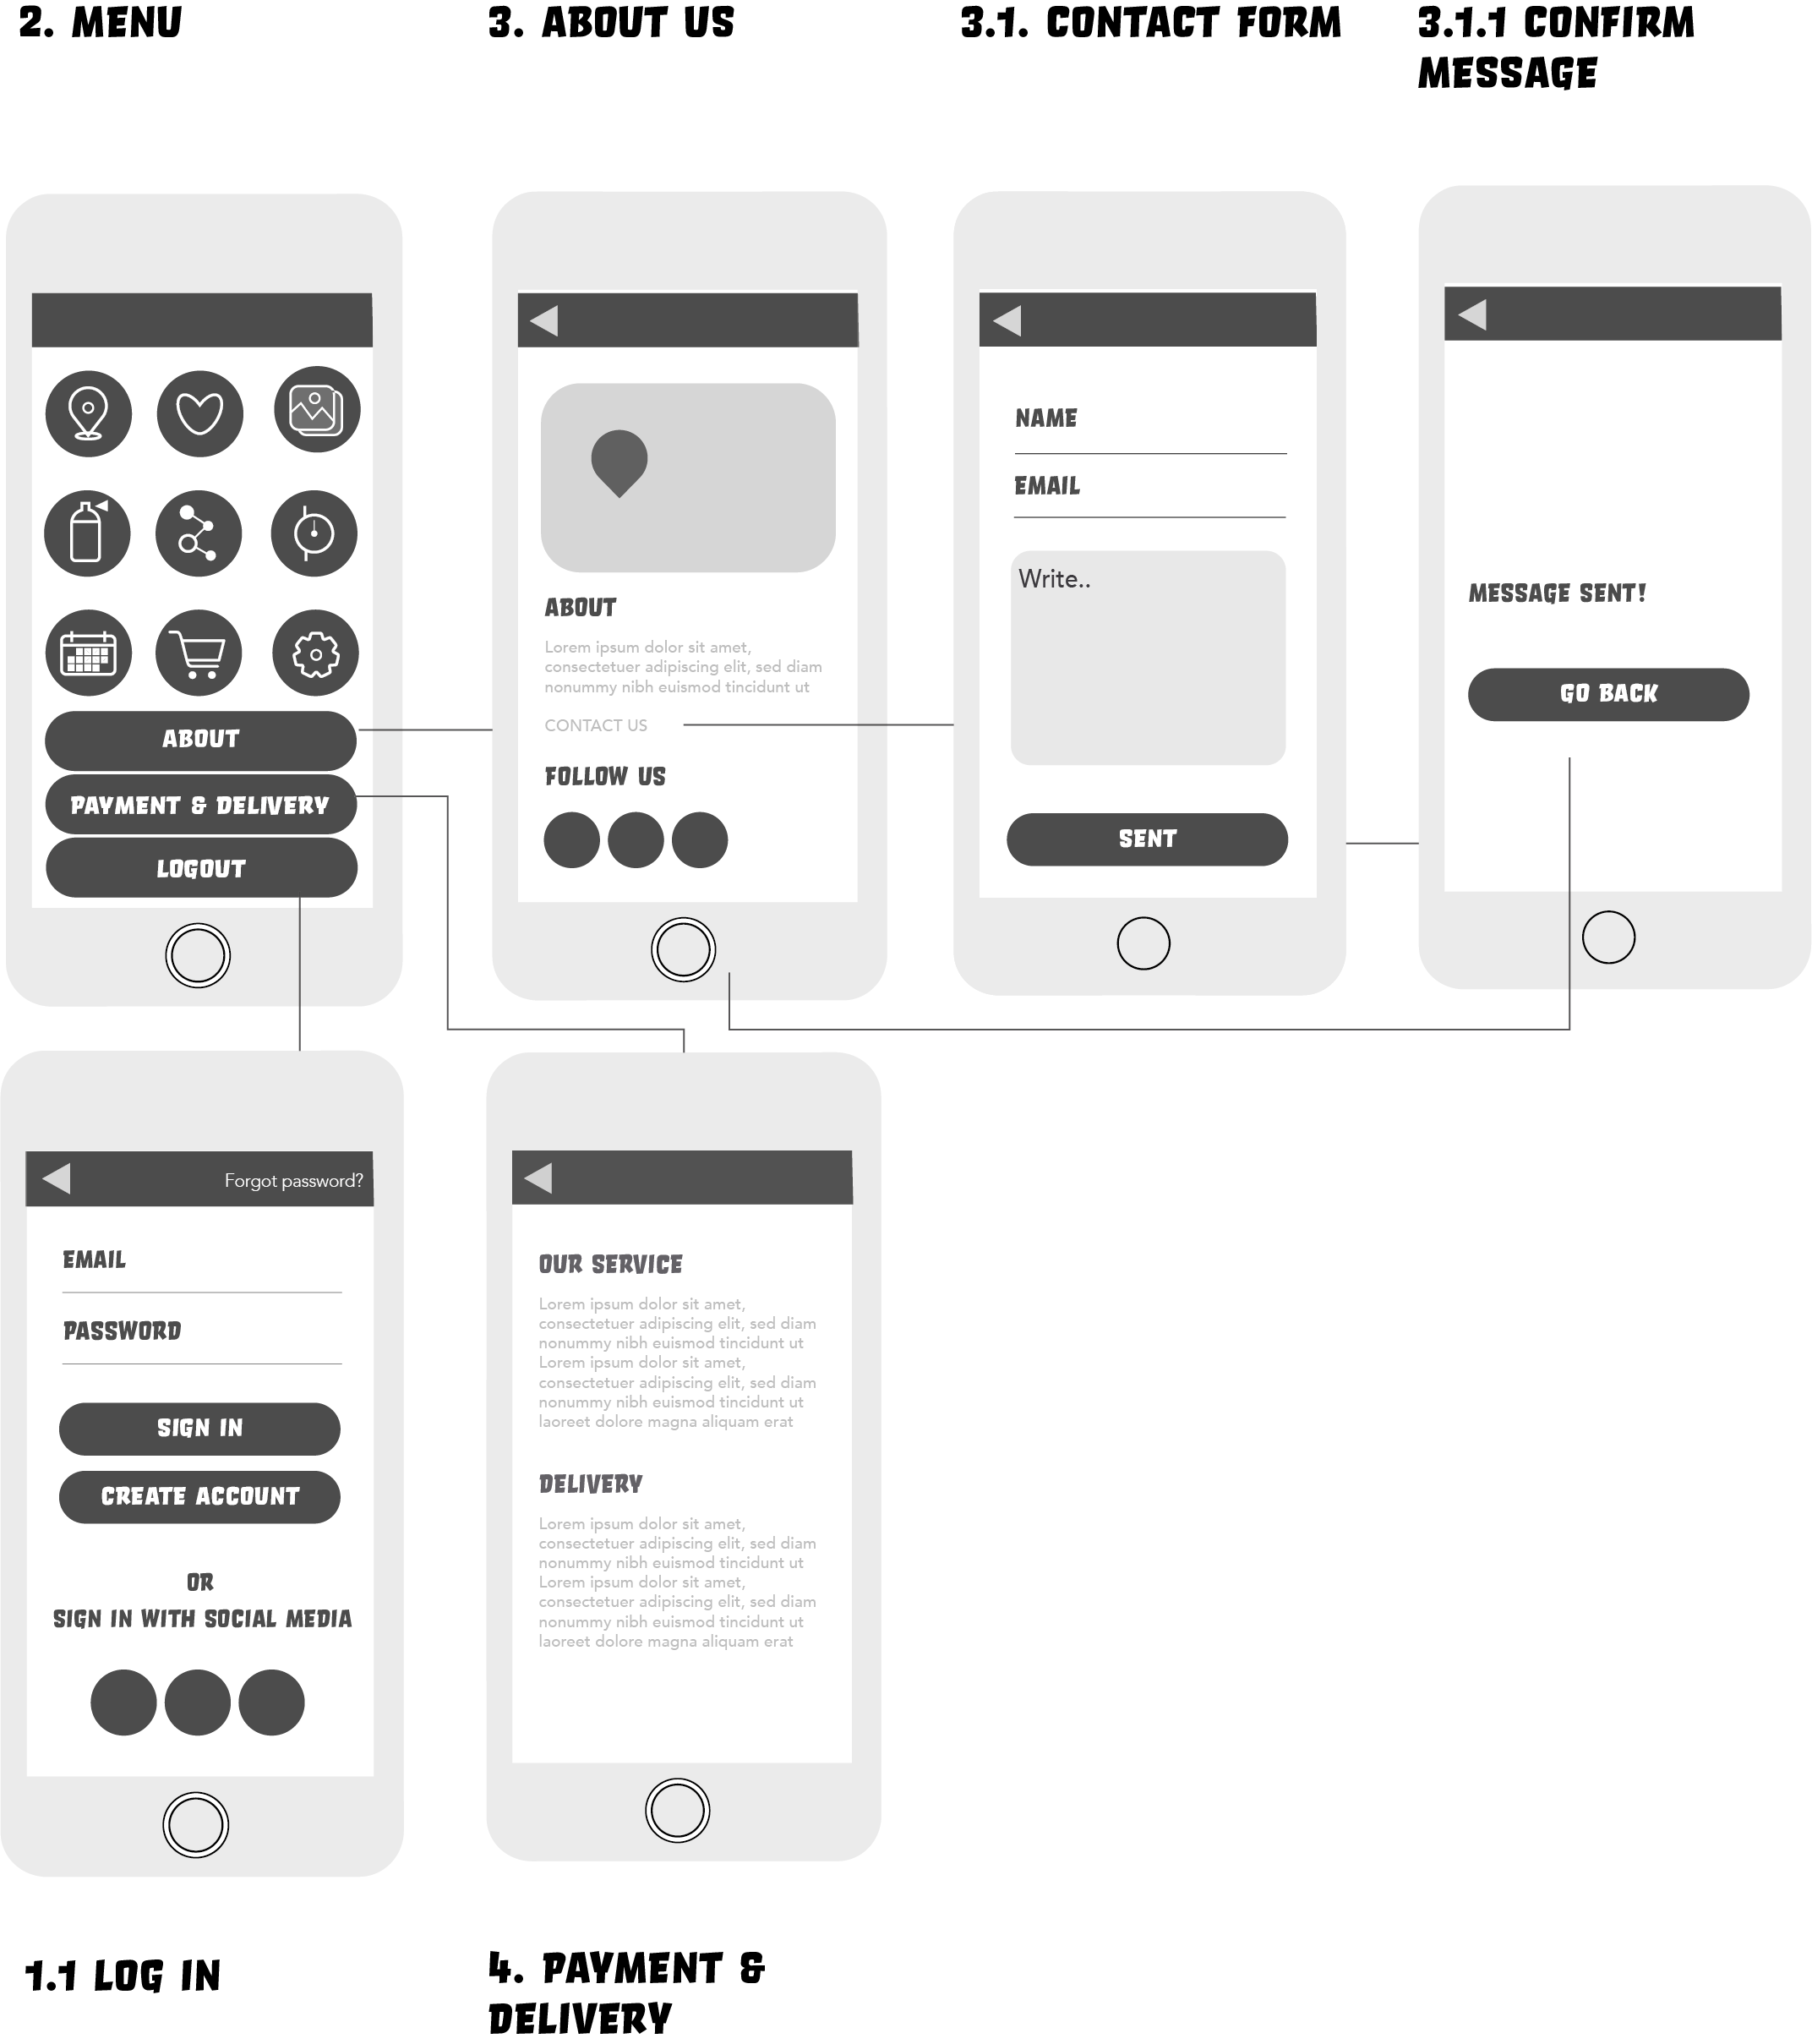 2. MENU
3. ABOUT US
3.1. CONTACT FORM
3.1.1 CONFIRM
MESSAGE
ABOUT
PAYMENT & DELIVERY
LOGOUT
ABOUT
Lorem ipsum dolor sit amet,
consectetuer adipiscing elit, sed diam
nonummy nibh euismod tincidunt ut
CONTACT US
FOLLOW US
NAME
EMAIL
Write..
SENT
MESSAGE SENT!
GO BACK
Forgot password?
EMAIL
PASSWORD
SIGN IN
CREATE ACCOUNT
OR
SIGN IN WITH SOCIAL MEDIA
OUR SERVICE
Lorem ipsum dolor sit amet,
consectetuer adipiscing elit, sed diam
nonummy nibh euismod tincidunt ut
Lorem ipsum dolor sit amet,
consectetuer adipiscing elit, sed diam
nonummy nibh euismod tincidunt ut
laoreet dolore magna aliquam erat
DELIVERY
Lorem ipsum dolor sit amet,
consectetuer adipiscing elit, sed diam
nonummy nibh euismod tincidunt ut
Lorem ipsum dolor sit amet,
consectetuer adipiscing elit, sed diam
nonummy nibh euismod tincidunt ut
laoreet dolore magna aliquam erat
1.1 LOG IN
4. PAYMENT &
DELIVERY